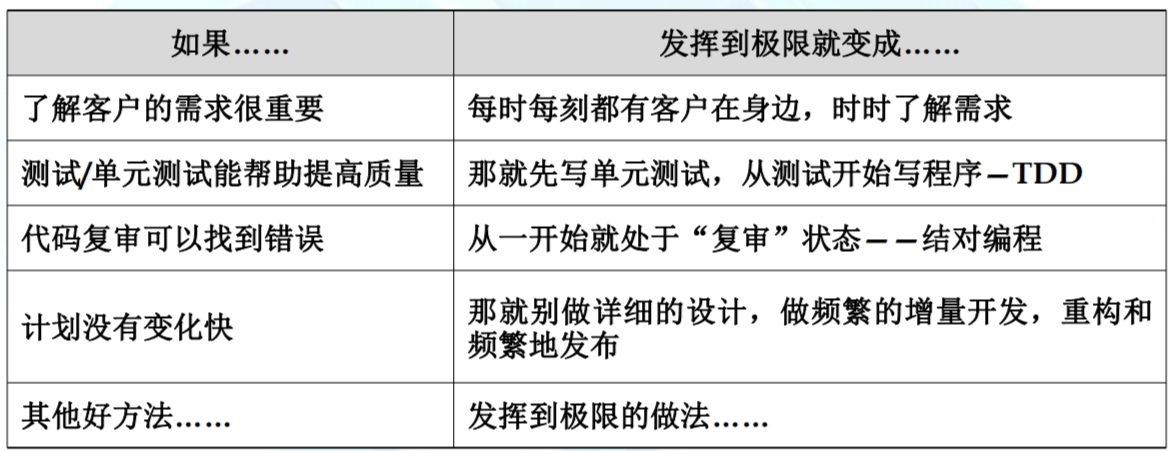 如果……
发挥到极限就变成……
了解客户的需求很重要
每时每刻都有客户在身边，时时了解需求
测试/单元测试能帮助提高质量
那就先写单元测试，从测试开始写程序—TDD
代码复审可以找到错误
从一开始就处于“复审”状态——结对编程
计划没有变化快
那就别做详细的设计，做频繁的增量开发，重构和
频繁地发布
其他好方法……
发挥到极限的做法……